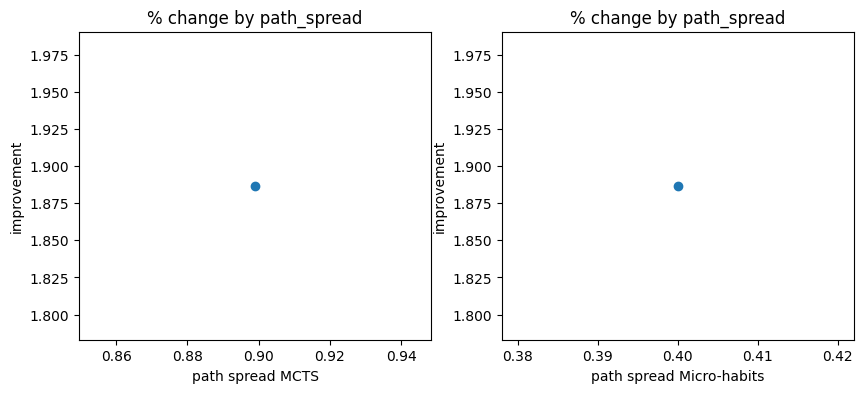 % change by path_spread
improvement
1.975
1.950
1.925
1.900
1.875
1.850
1.825
1.800
0.86 0.88 0.90 0.92 0.94
path spread MCTS
% change by path_spread
improvement
1.975
1.950
1.925
1.900
1.875
1.850
1.825
1.800
0.38 0.39 0.40 0.41 0.42
path spread Micro-habits